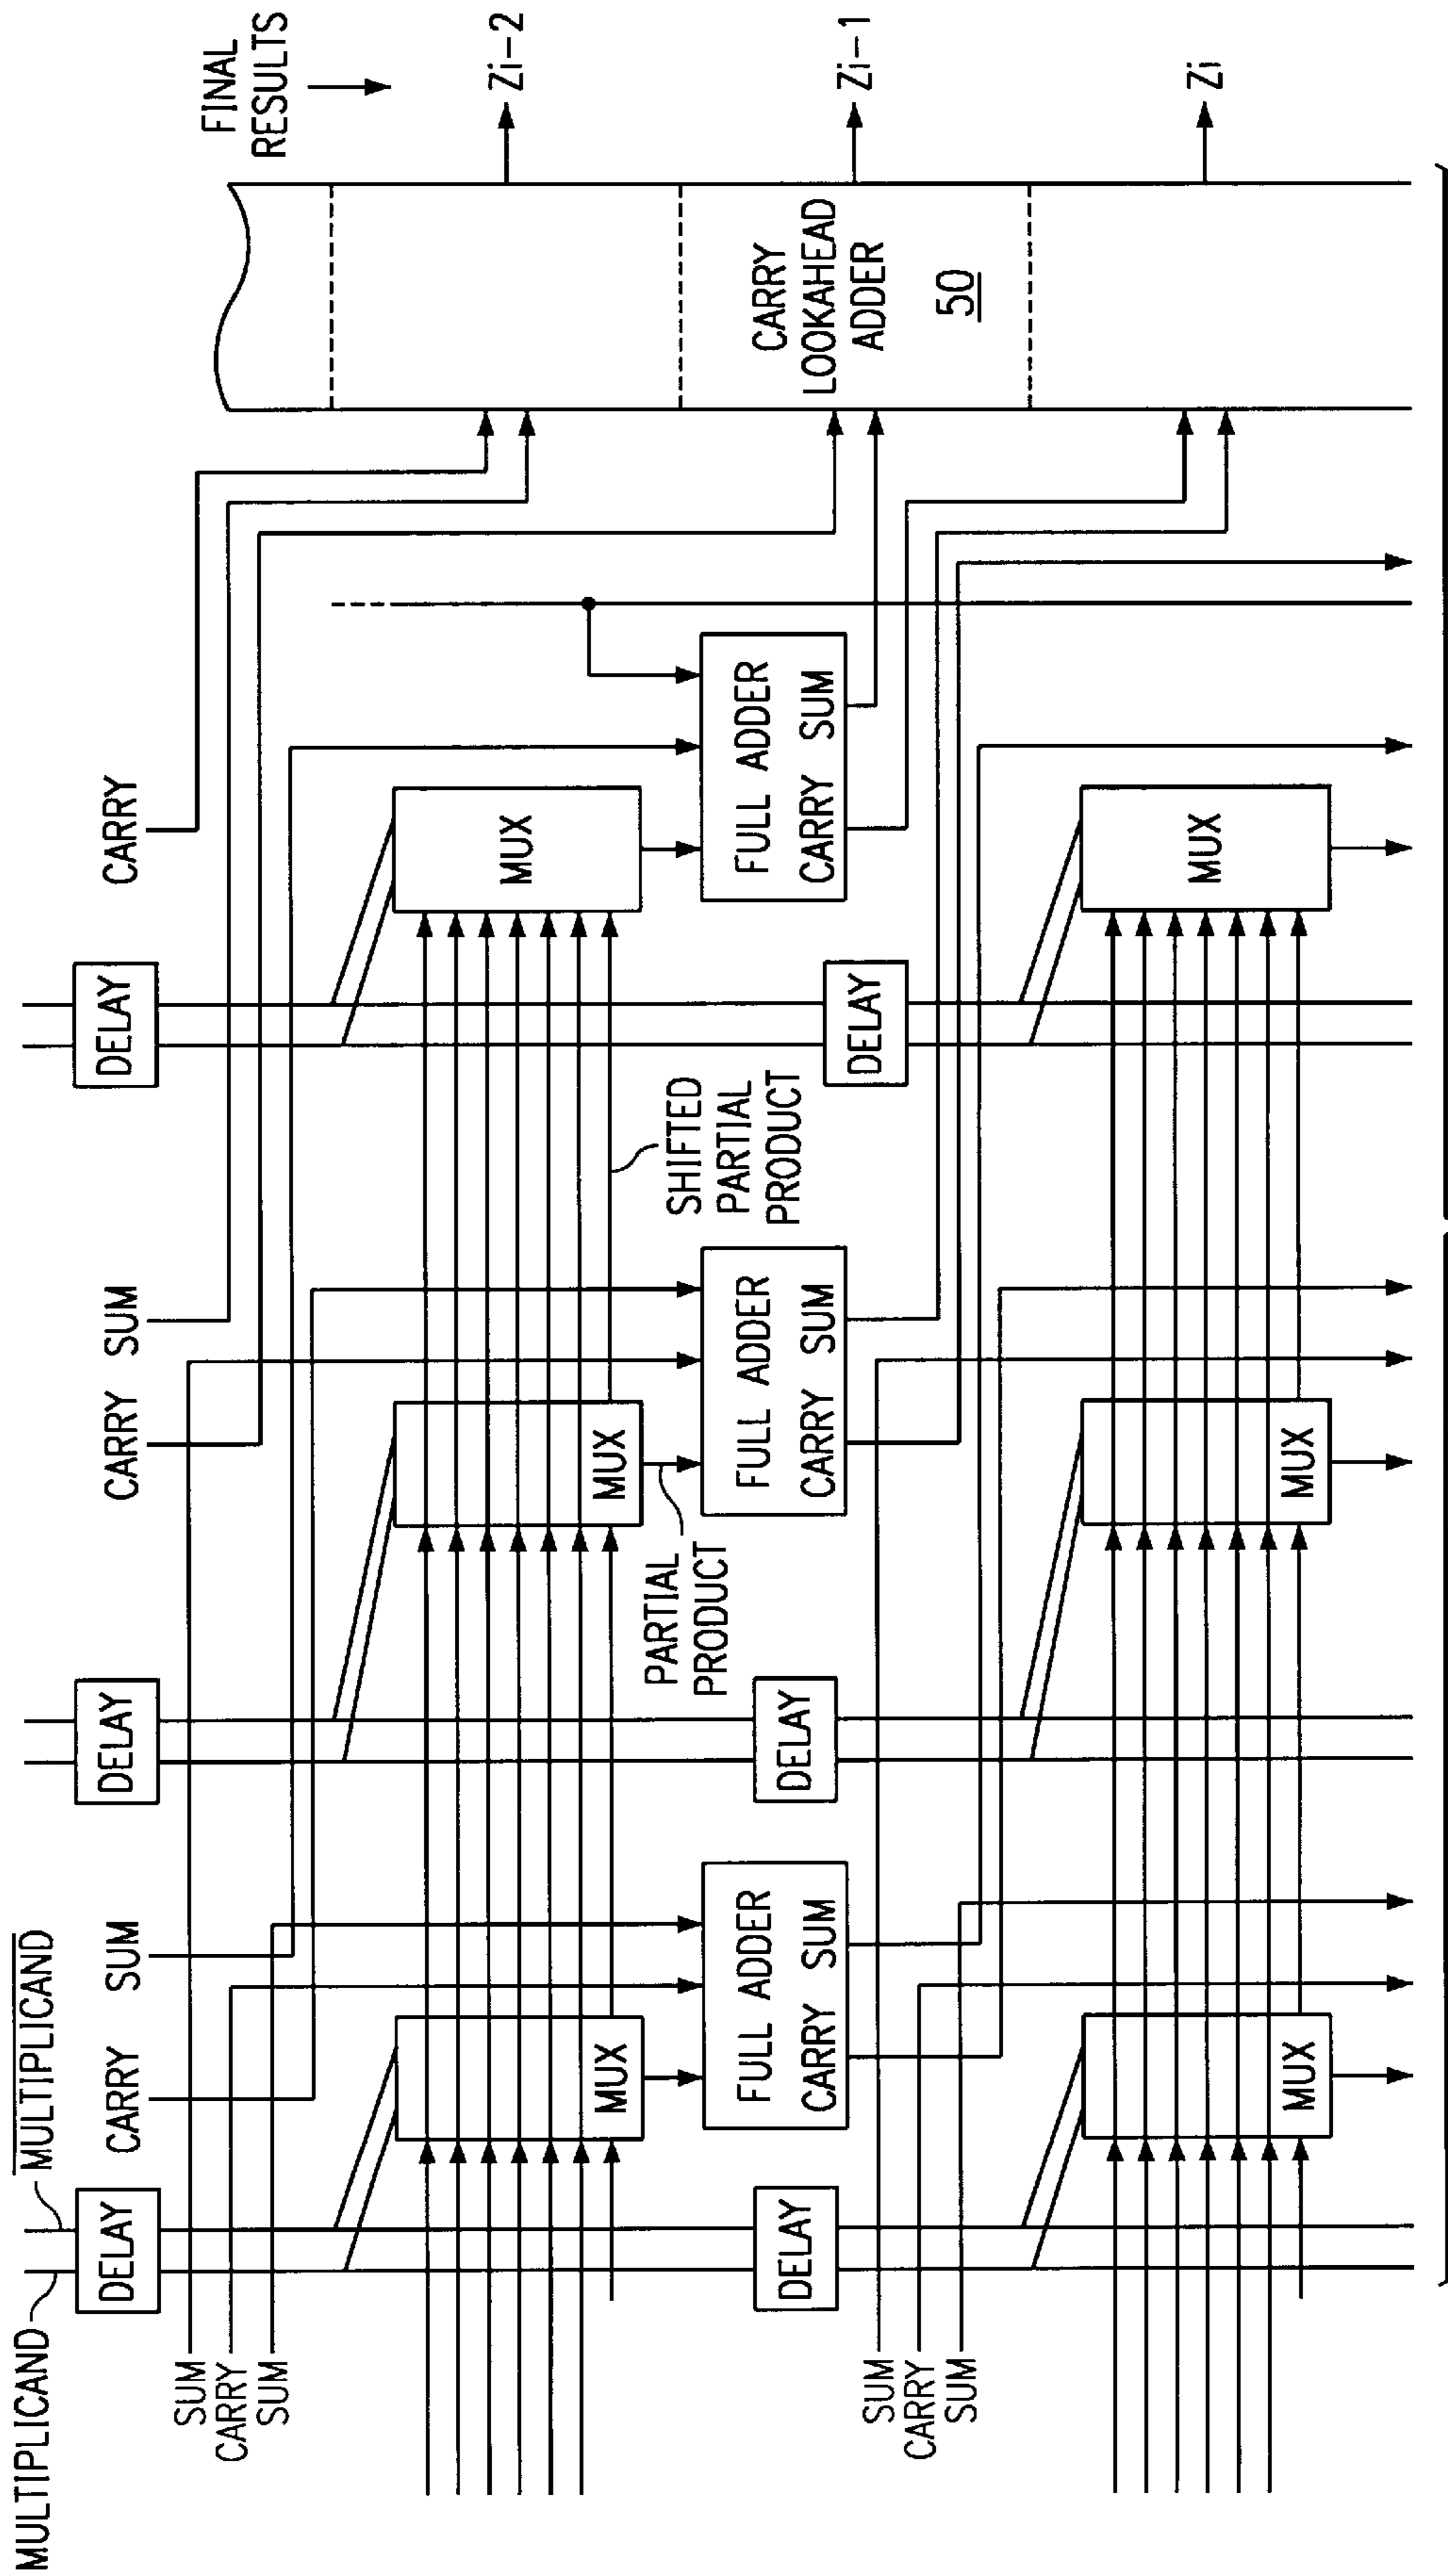 FINAL
RESULTS
Zi-2
Zi-1
Zi
CARRY
LOOKAHEAD
ADDER
50
CARRY
MUX
FULL ADDER
CARRY SUM
MUX
DELAY
DELAY
SHIFTED
PARTIAL
PRODUCT
SUM
CARRY
MUX
FULL ADDER
CARRY SUM
MUX
PARTIAL
PRODUCT
DELAY
DELAY
SUM
CARRY
MUX
FULL ADDER
CARRY SUM
MUX
MULTIPLICAND
DELAY
DELAY
MULTIPLICAND
SUM
CARRY
SUM
SUM
CARRY
SUM